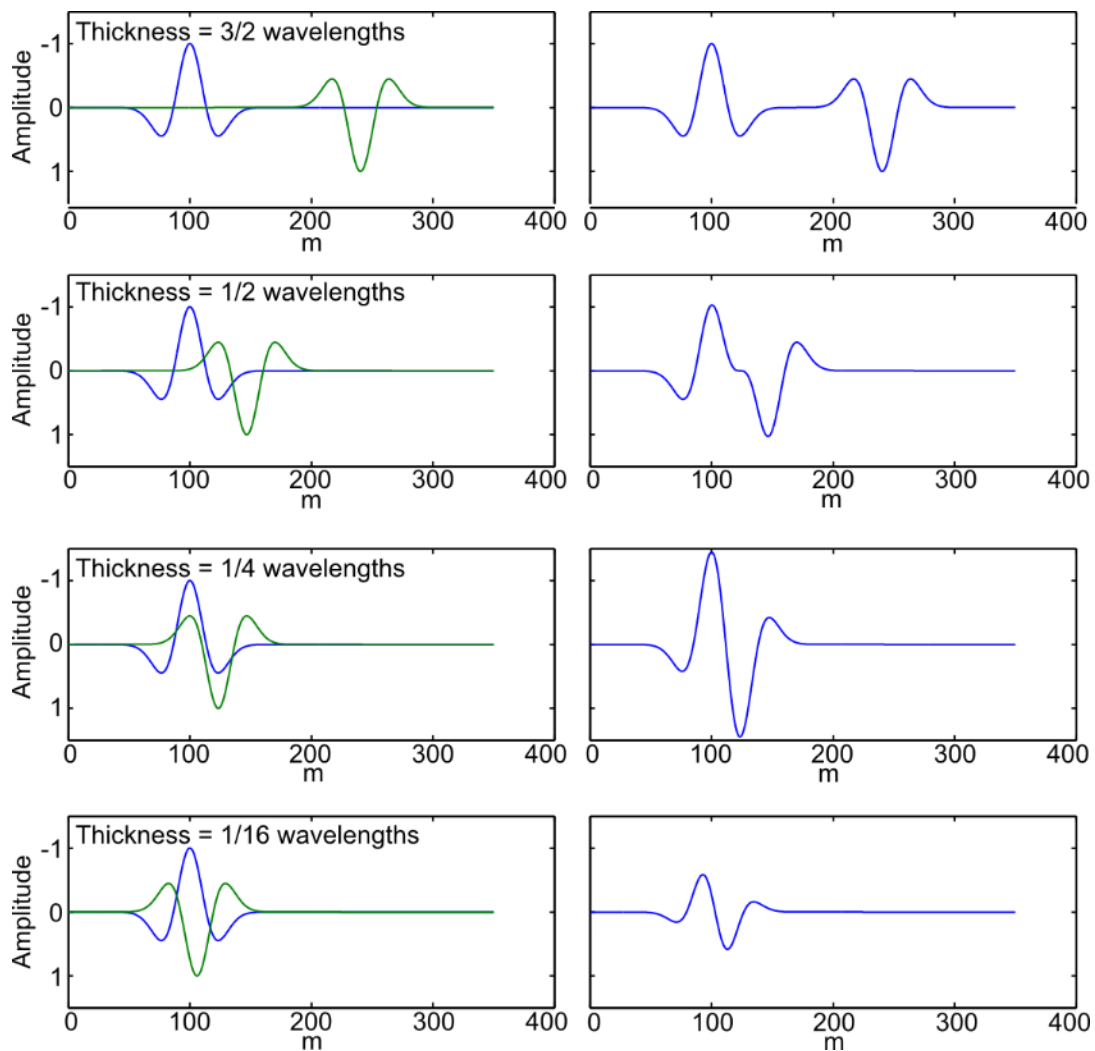 Thickness = 3/2 wavelengths
Amplitude
-1
0
1
0 100 200 300 400
m
0 100 200 300 400
m
Thickness = 1/2 wavelengths
Amplitude
-1
0
1
0 100 200 300 400
m
0 100 200 300 400
m
Thickness = 1/4 wavelengths
Amplitude
-1
0
1
0 100 200 300 400
m
0 100 200 300 400
m
Thickness = 1/16 wavelengths
Amplitude
-1
0
1
0 100 200 300 400
m
0 100 200 300 400
m